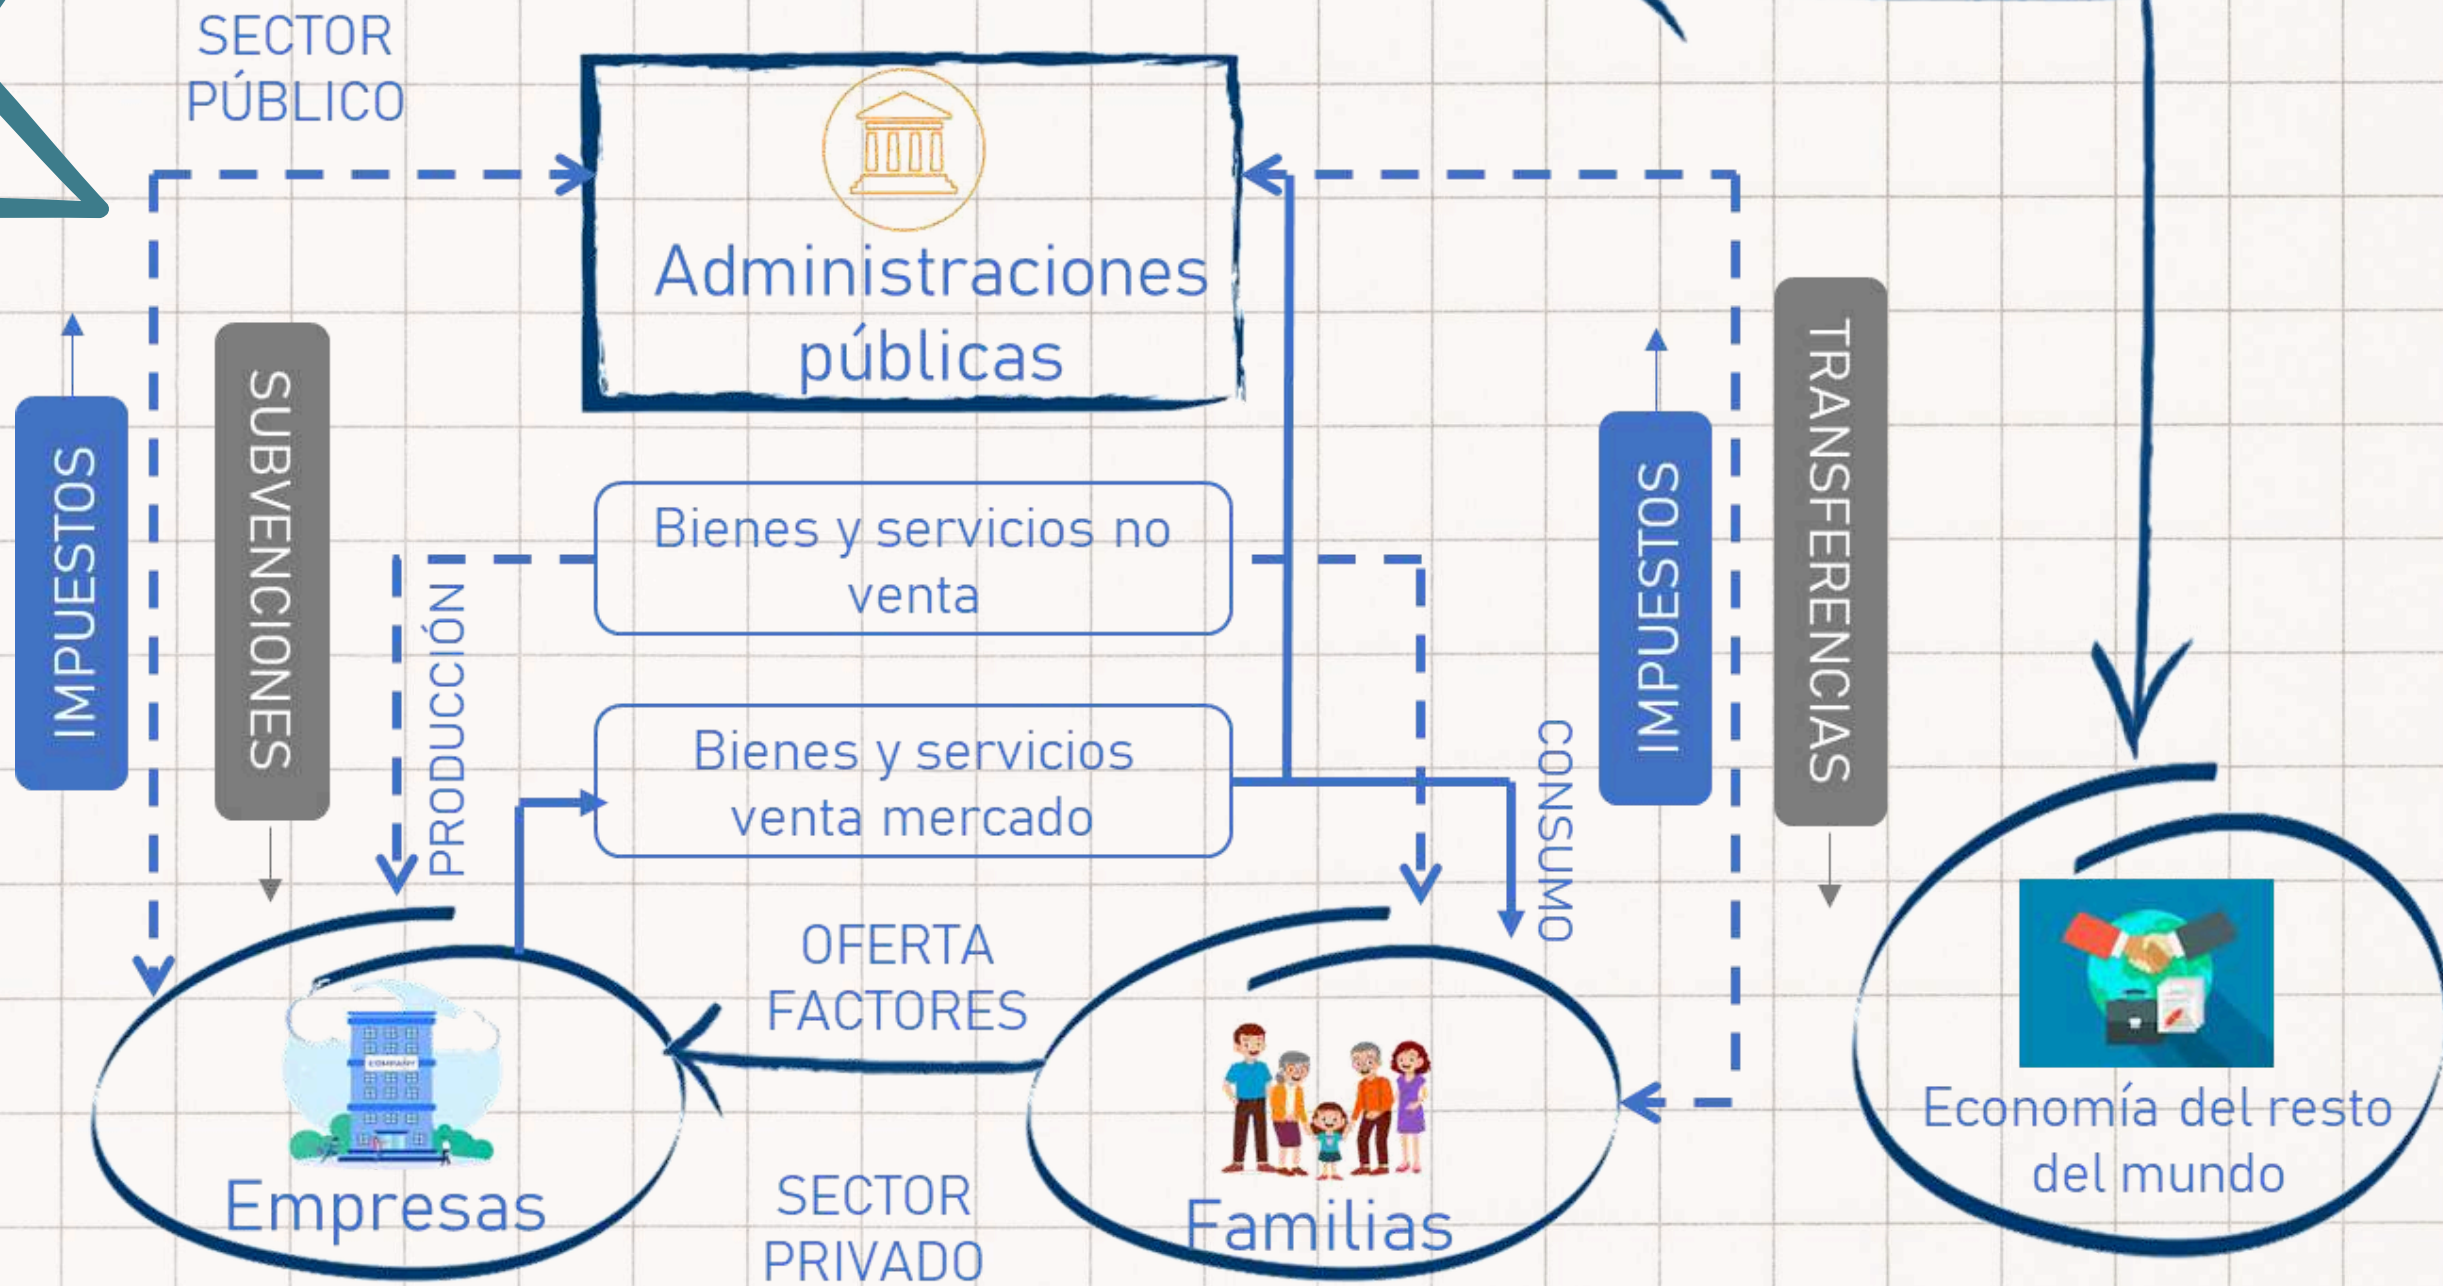 SECTOR
PÚBLICO
Administraciones
públicas
IMPUESTOS
SUBVENCIONES
PRODUCCIÓN
Bienes y servicios no
venta
Bienes y servicios
venta mercado
CONSUMO
IMPUESTOS
TRANSFERENCIAS
OFERTA
FACTORES
COMPANY
Empresas
SECTOR
PRIVADO
Familias
Economía del resto
del mundo